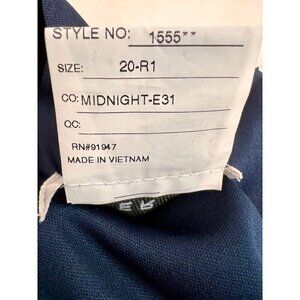 STYLE NO: 1555**
SIZE: 20-R1
CO: MIDNIGHT-E31
QC:
RN#91947
MADE IN VIETNAM